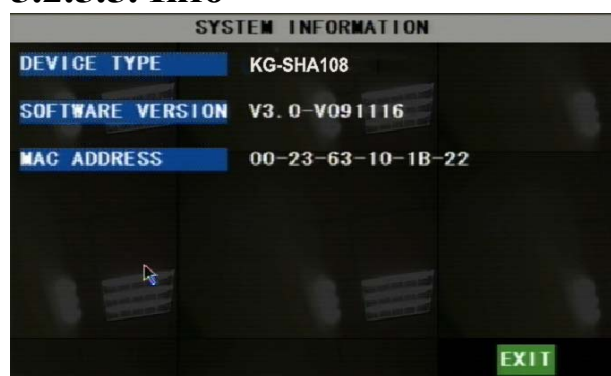 5.2.3.5. Info
SYSTEM INFORMATION
DEVICE TYPE KG-SHA108
SOFTWARE VERSION V3.0-V091116
MAC ADDRESS 00-23-63-10-1B-22
EXIT